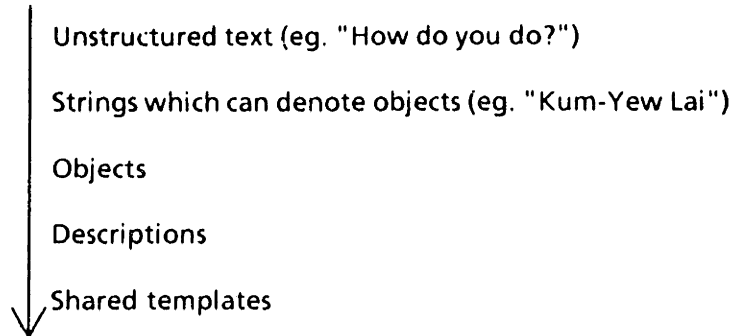 Unstructured text (eg. "How do you do?")
Strings which can denote objects (eg. "Kum-Yew Lai")
Objects
Descriptions
Shared templates